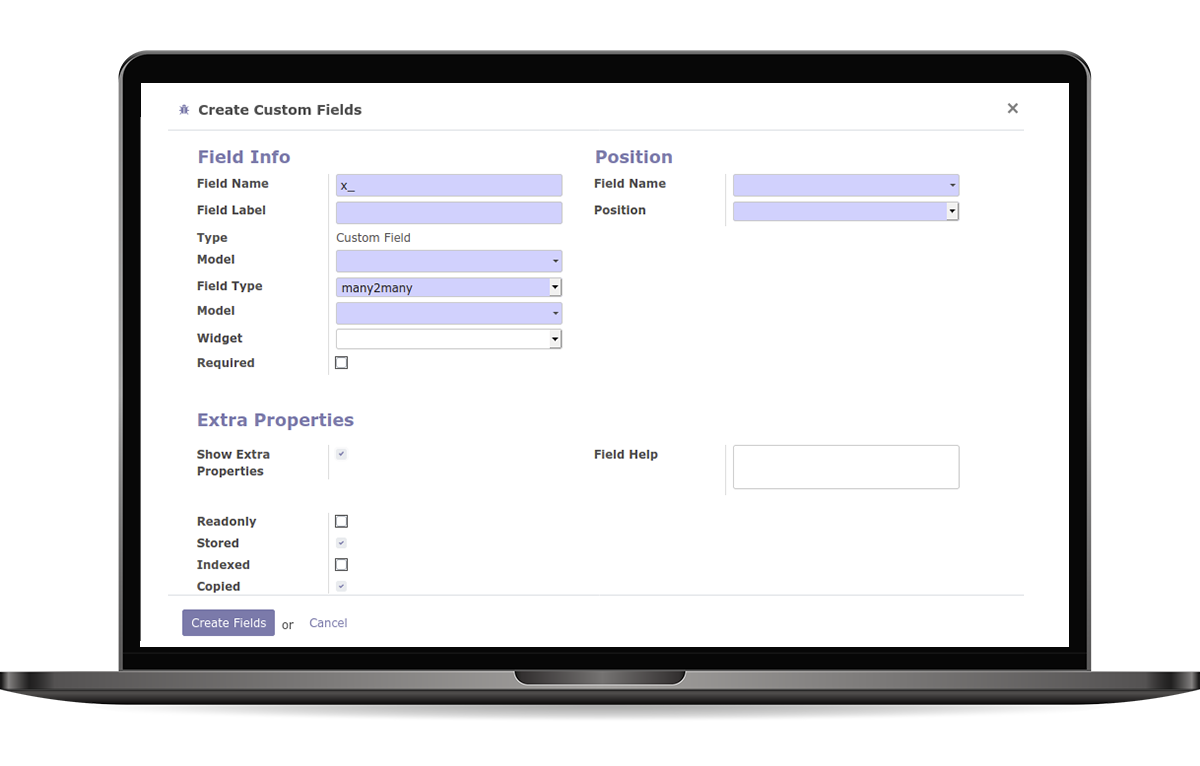 Create Custom Fields
Field Info
Field Name x_
Field Label
Type Custom Field
Model
Field Type many2many
Model
Widget
Required
Position
Field Name
Position
Extra Properties
Show Extra
Properties
Field Help
Readonly
Stored
Indexed
Copied
Create Fields or Cancel